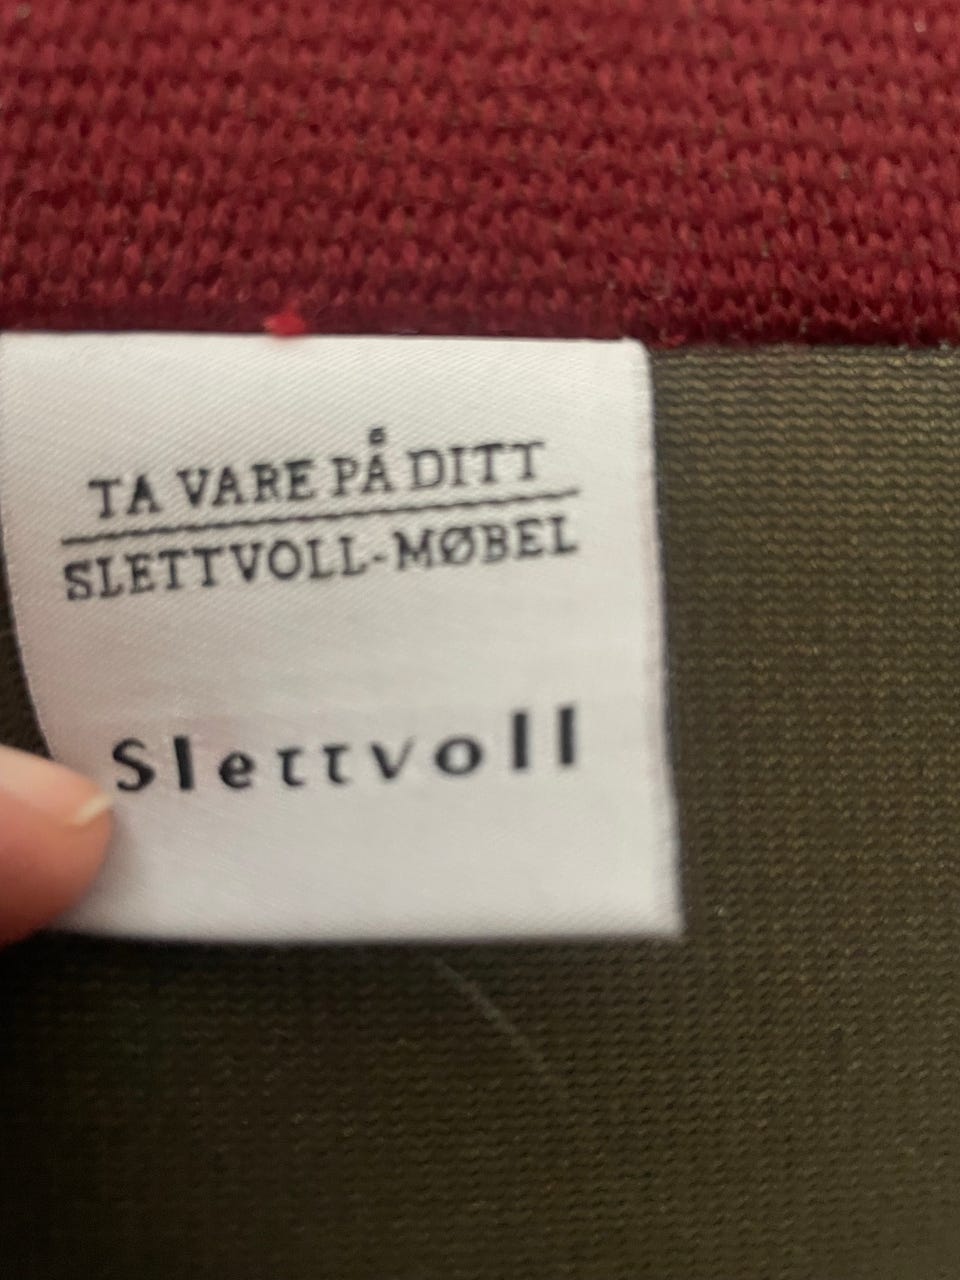 TA VARE PÅ DITT
SLETTVOLL-MØBEL
Slettvoll